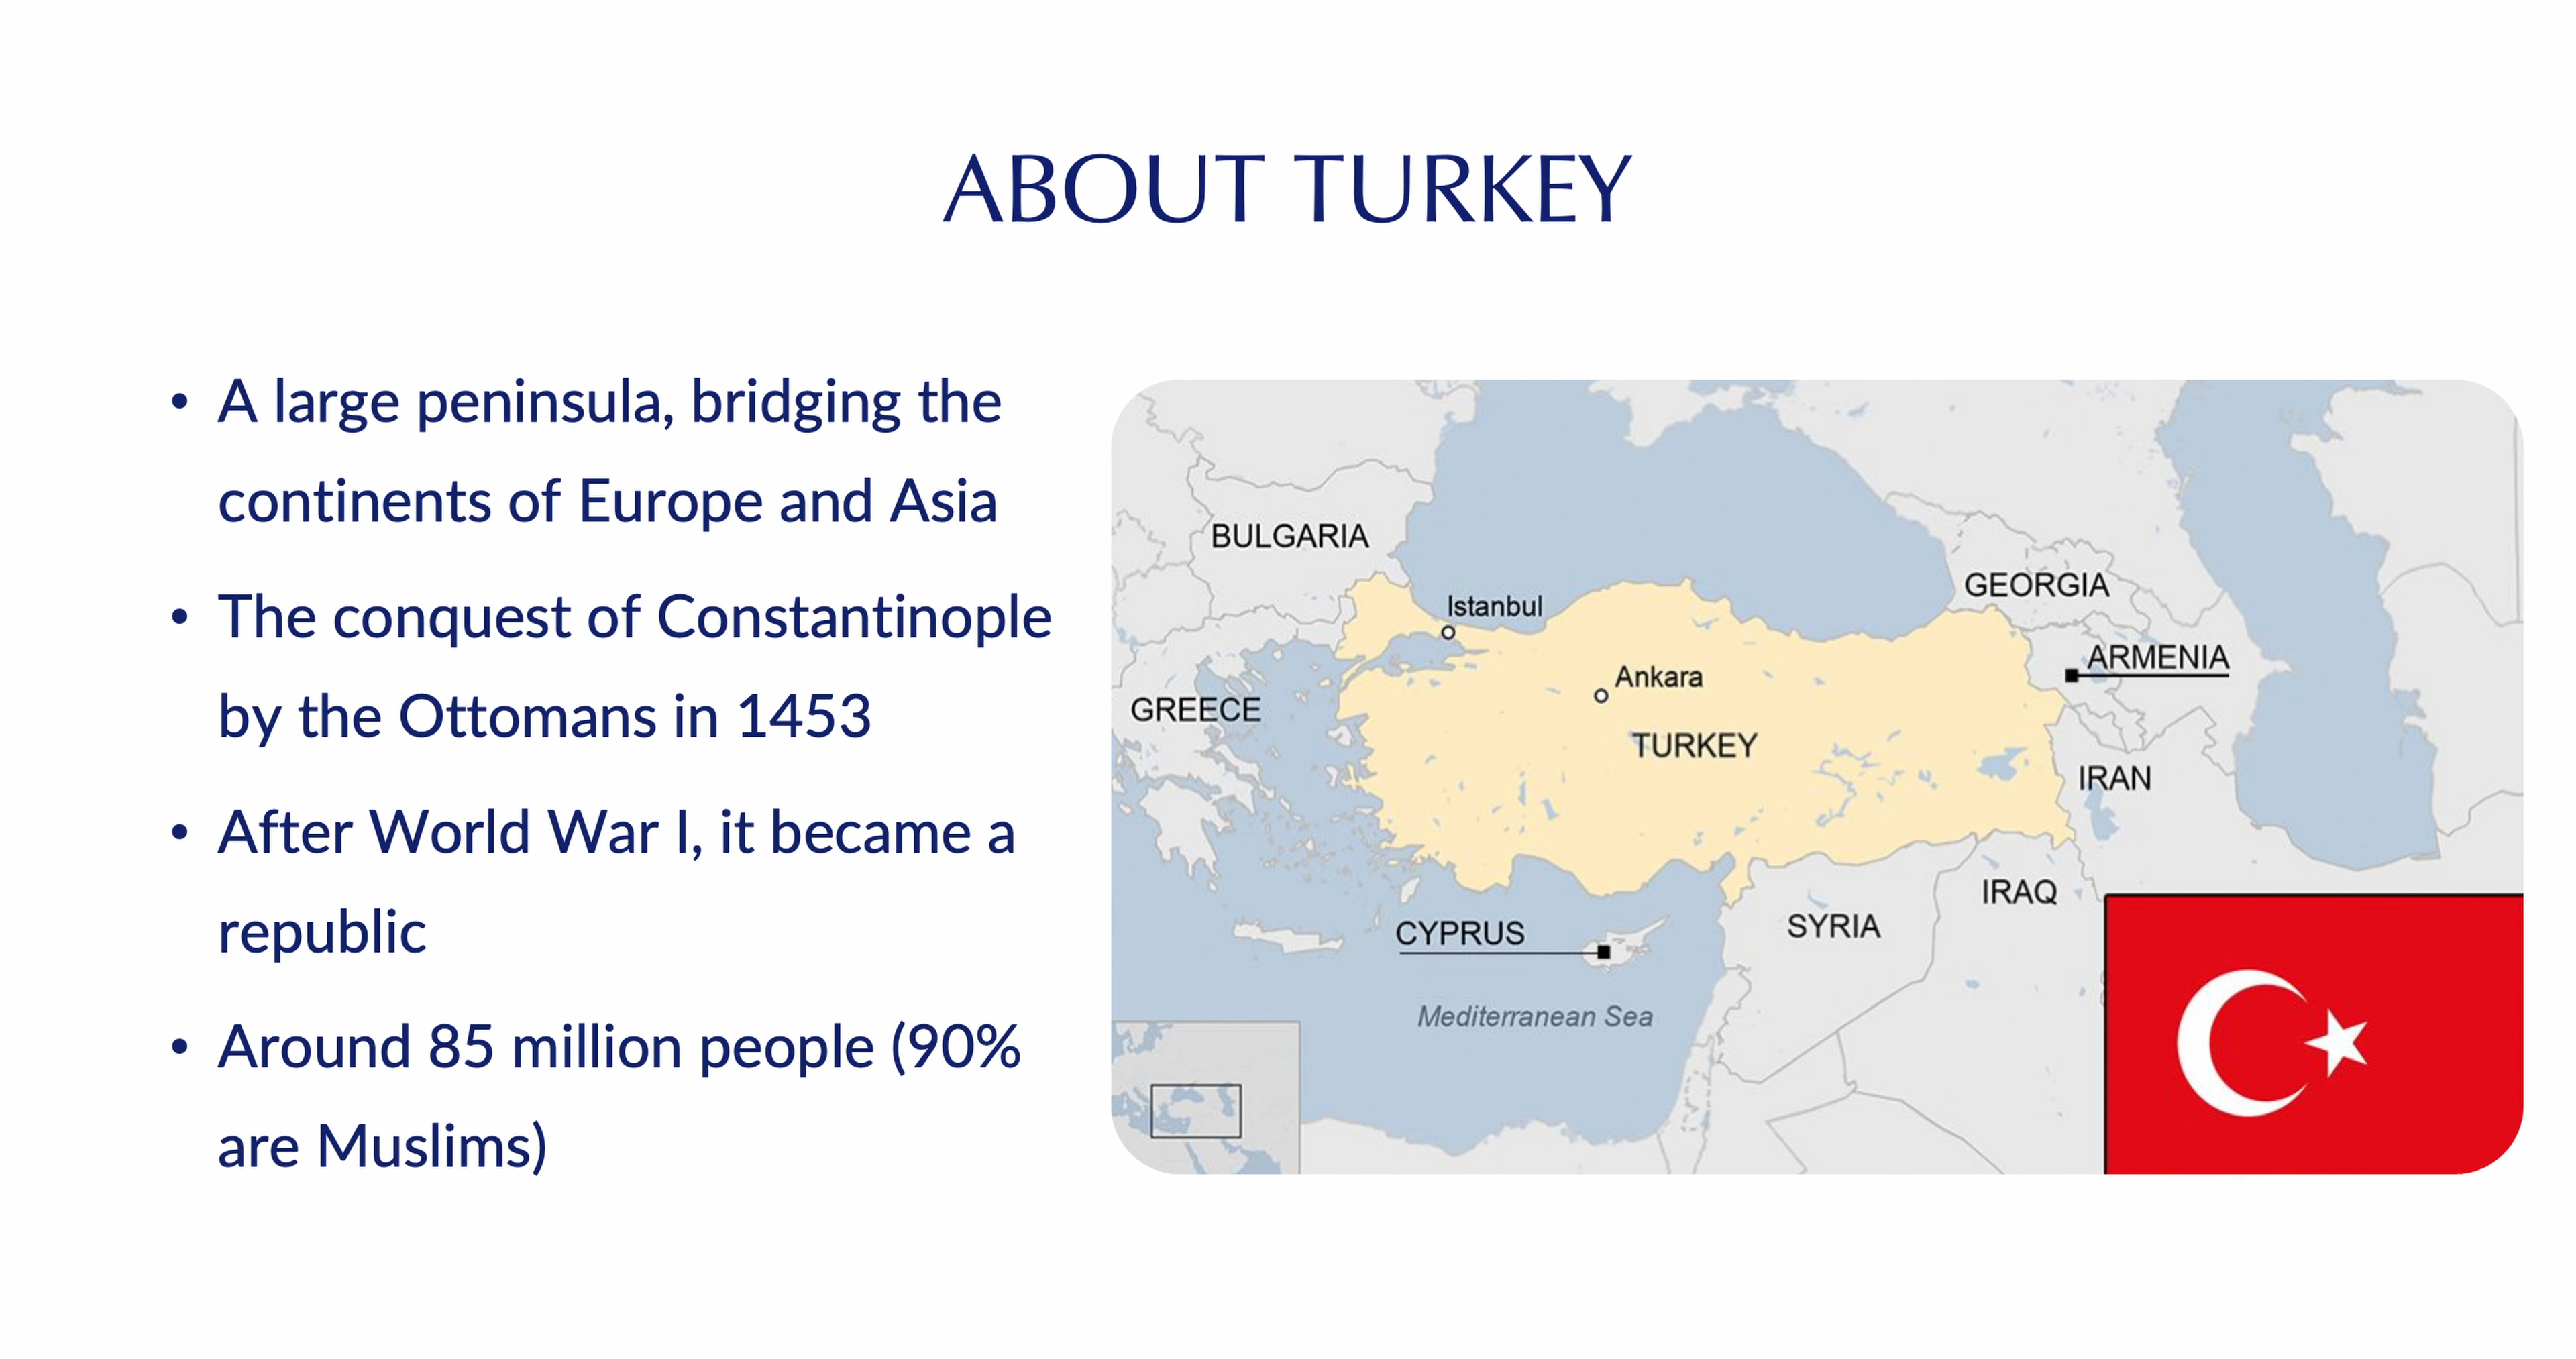 ABOUT TURKEY
• A large peninsula, bridging the
continents of Europe and Asia
• The conquest of Constantinople
by the Ottomans in 1453
• After World War I, it became a
republic
• Around 85 million people (90%
are Muslims)
BULGARIA
GEORGIA
Istanbul
ARMENIA
Ankara
GREECE
TURKEY
IRAN
IRAQ
SYRIA
CYPRUS
Mediterranean Sea